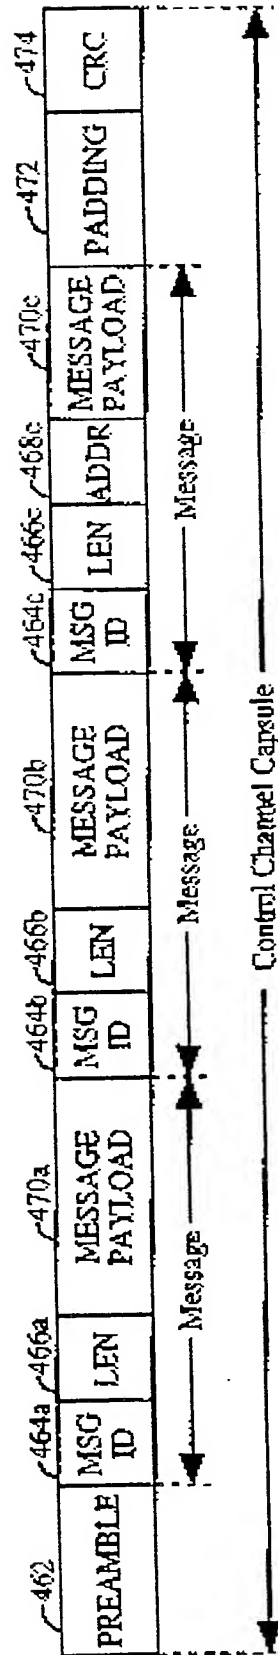 462 464a 466a 470a 464b 466b 470b 464c 466c 468c 470c 472 474
PREAMBLE MSG ID LEN MESSAGE PAYLOAD MSG ID LEN MESSAGE PAYLOAD MSG ID LEN ADDR MESSAGE PAYLOAD PADDING CRC
Message Message Message
Control Channel Capsule